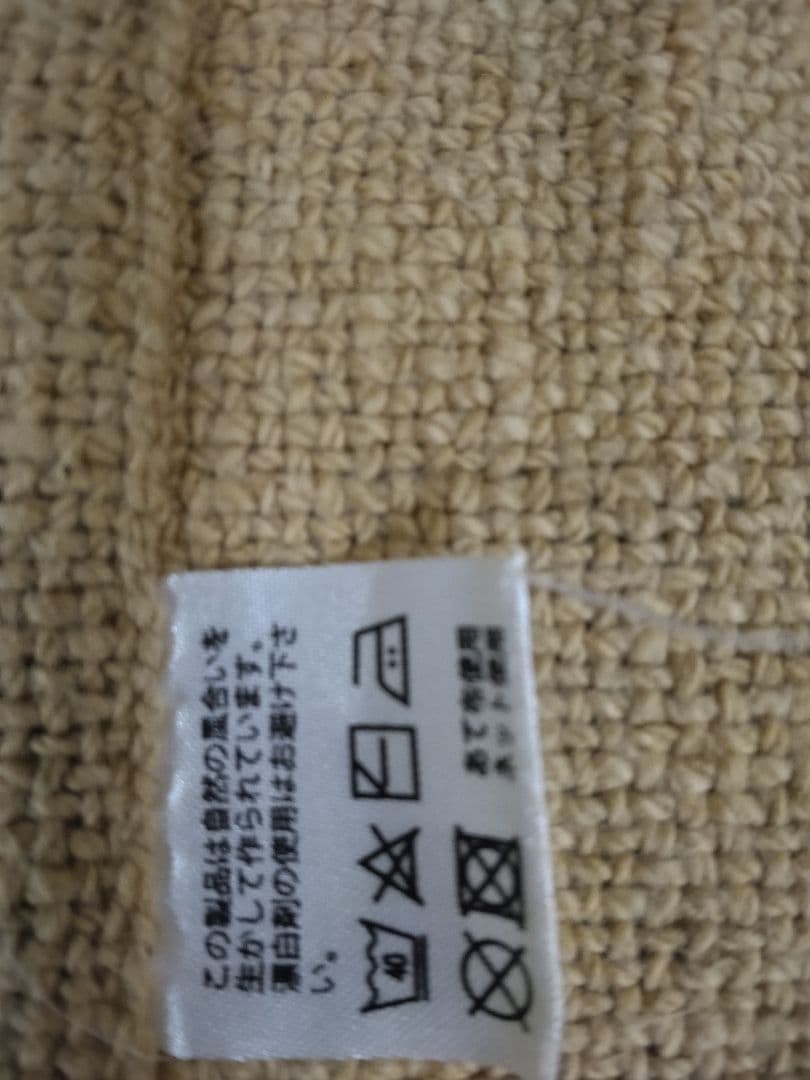 この製品は自然の風合いを
生かして作られています。
漂白剤の使用はお避け下さ
い。
40
あて布使用
ネット使用